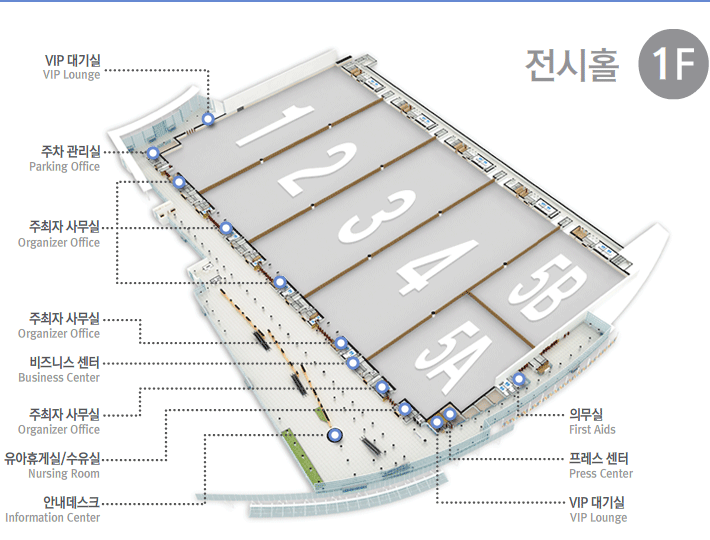 전시홀 1F
VIP 대기실
VIP Lounge
주차 관리실
Parking Office
주최자 사무실
Organizer Office
주최자 사무실
Organizer Office
비즈니스 센터
Business Center
주최자 사무실
Organizer Office
유아휴게실/수유실
Nursing Room
안내데스크
Information Center
1
2
3
4
5B
5A
의무실
First Aids
프레스 센터
Press Center
VIP 대기실
VIP Lounge